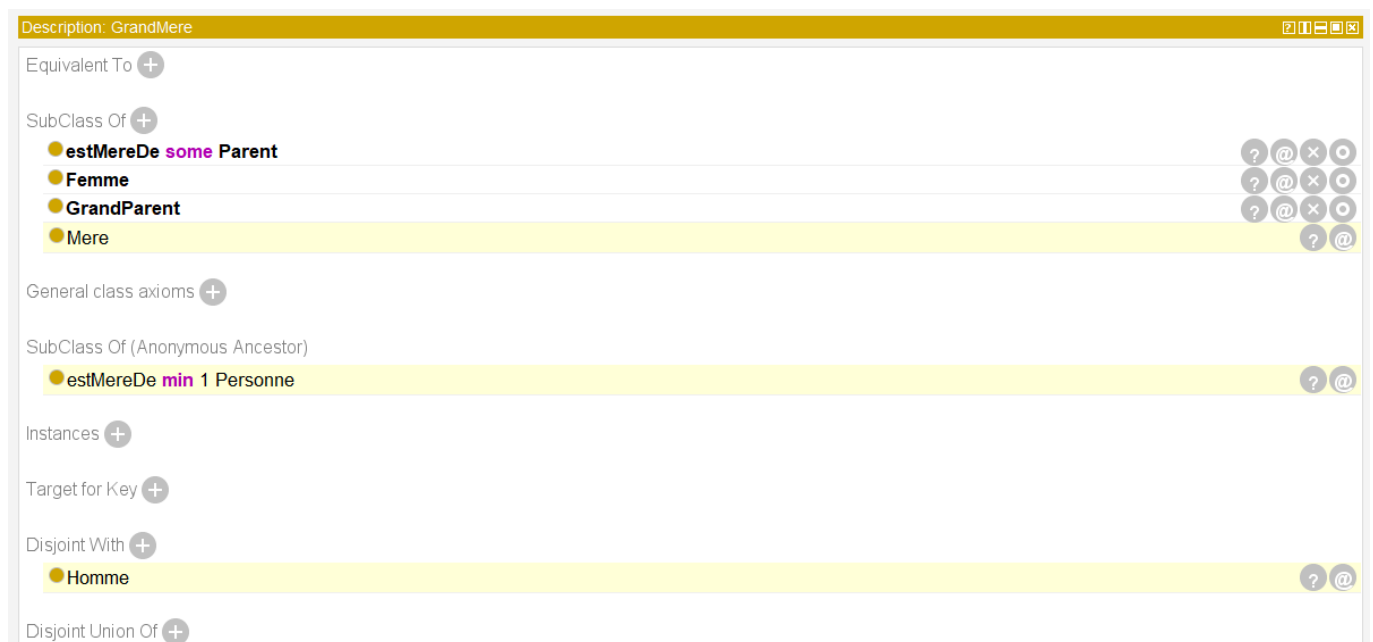 Description: GrandMere
Equivalent To
SubClass Of
estMereDe some Parent
Femme
GrandParent
Mere
General class axioms
SubClass Of (Anonymous Ancestor)
estMereDe min 1 Personne
Instances
Target for Key
Disjoint With
Homme
Disjoint Union Of